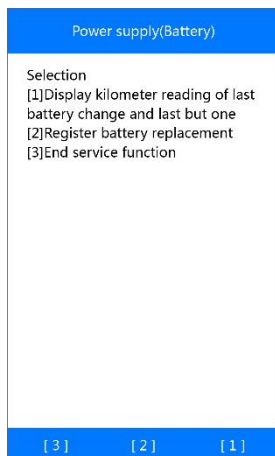 Power supply(Battery)
Selection
[1]Display kilometer reading of last
battery change and last but one
[2]Register battery replacement
[3]End service function
[ 3 ] [ 2 ] [ 1 ]